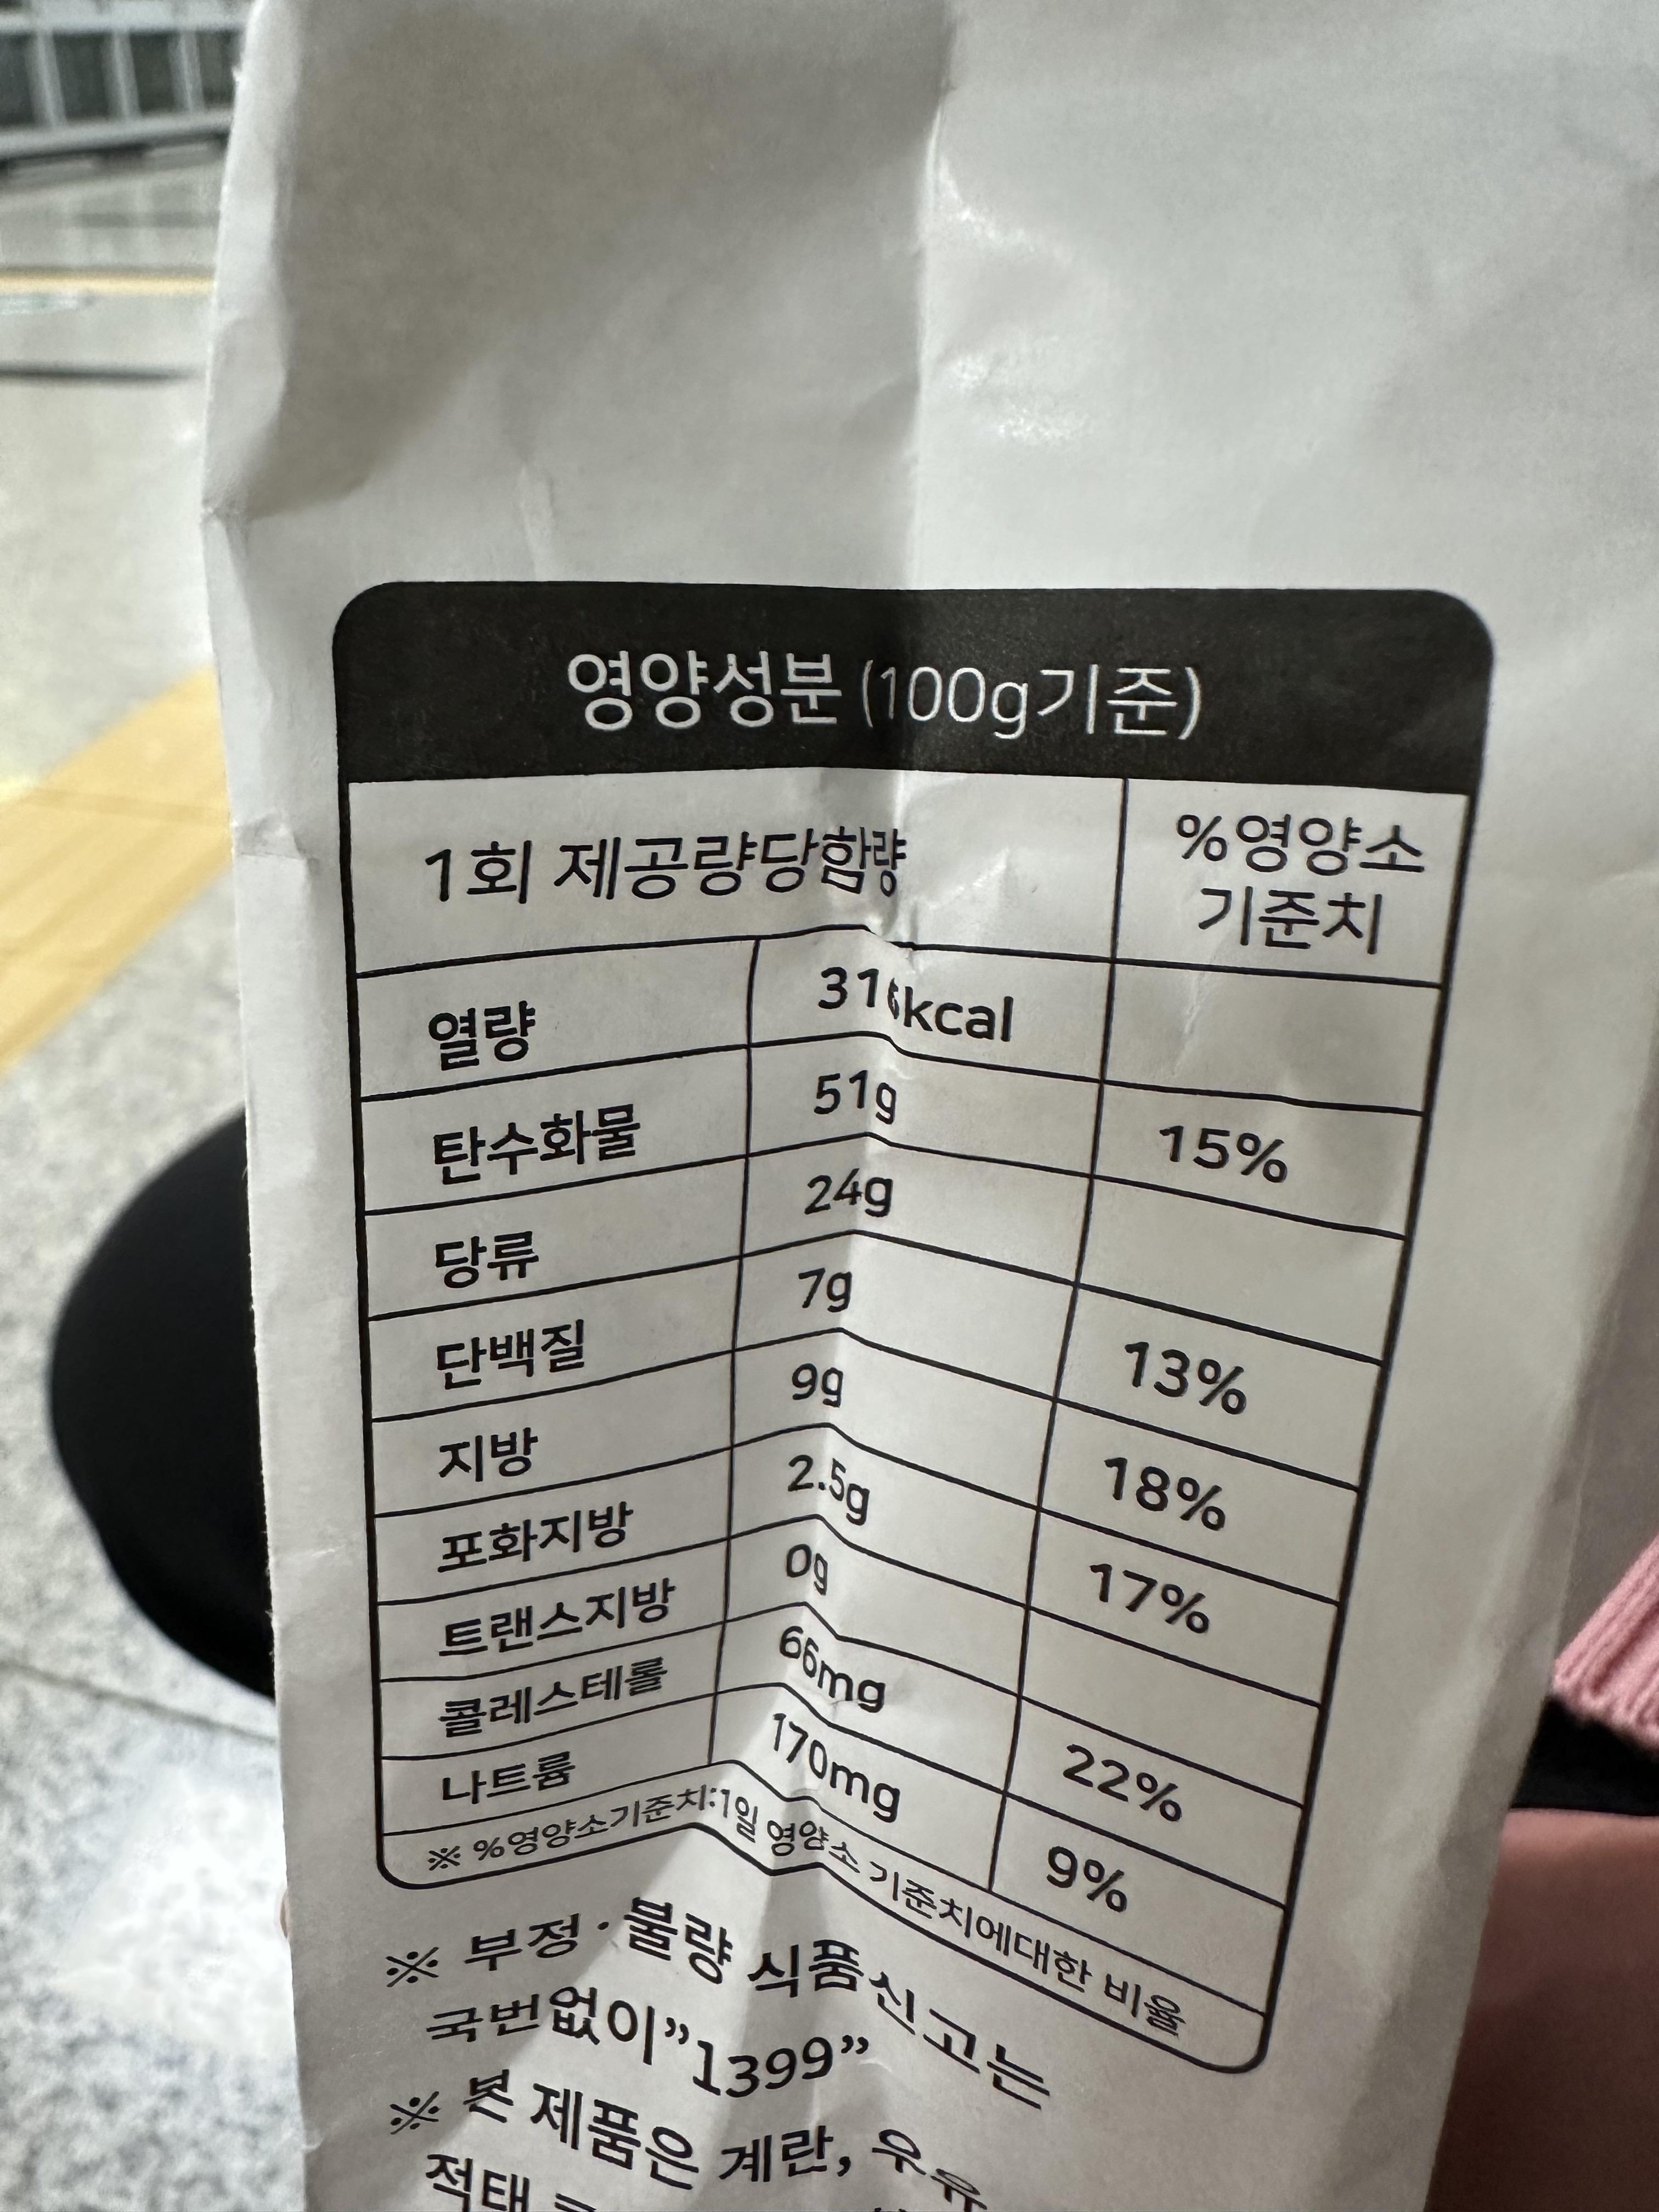 영양성분 (100g기준)
1회 제공량당함량
%영양소
기준치
열량 316kcal
탄수화물 51g 15%
당류 24g
단백질 7g 13%
지방 9g 18%
포화지방 2.5g 17%
트랜스지방 0g
콜레스테롤 66mg 22%
나트륨 170mg 9%
※ %영양소기준치:1일 영양소 기준치에대한 비율
※ 부정·불량 식품신고는
국번없이”1399”
※ 본 제품은 계란, 우유